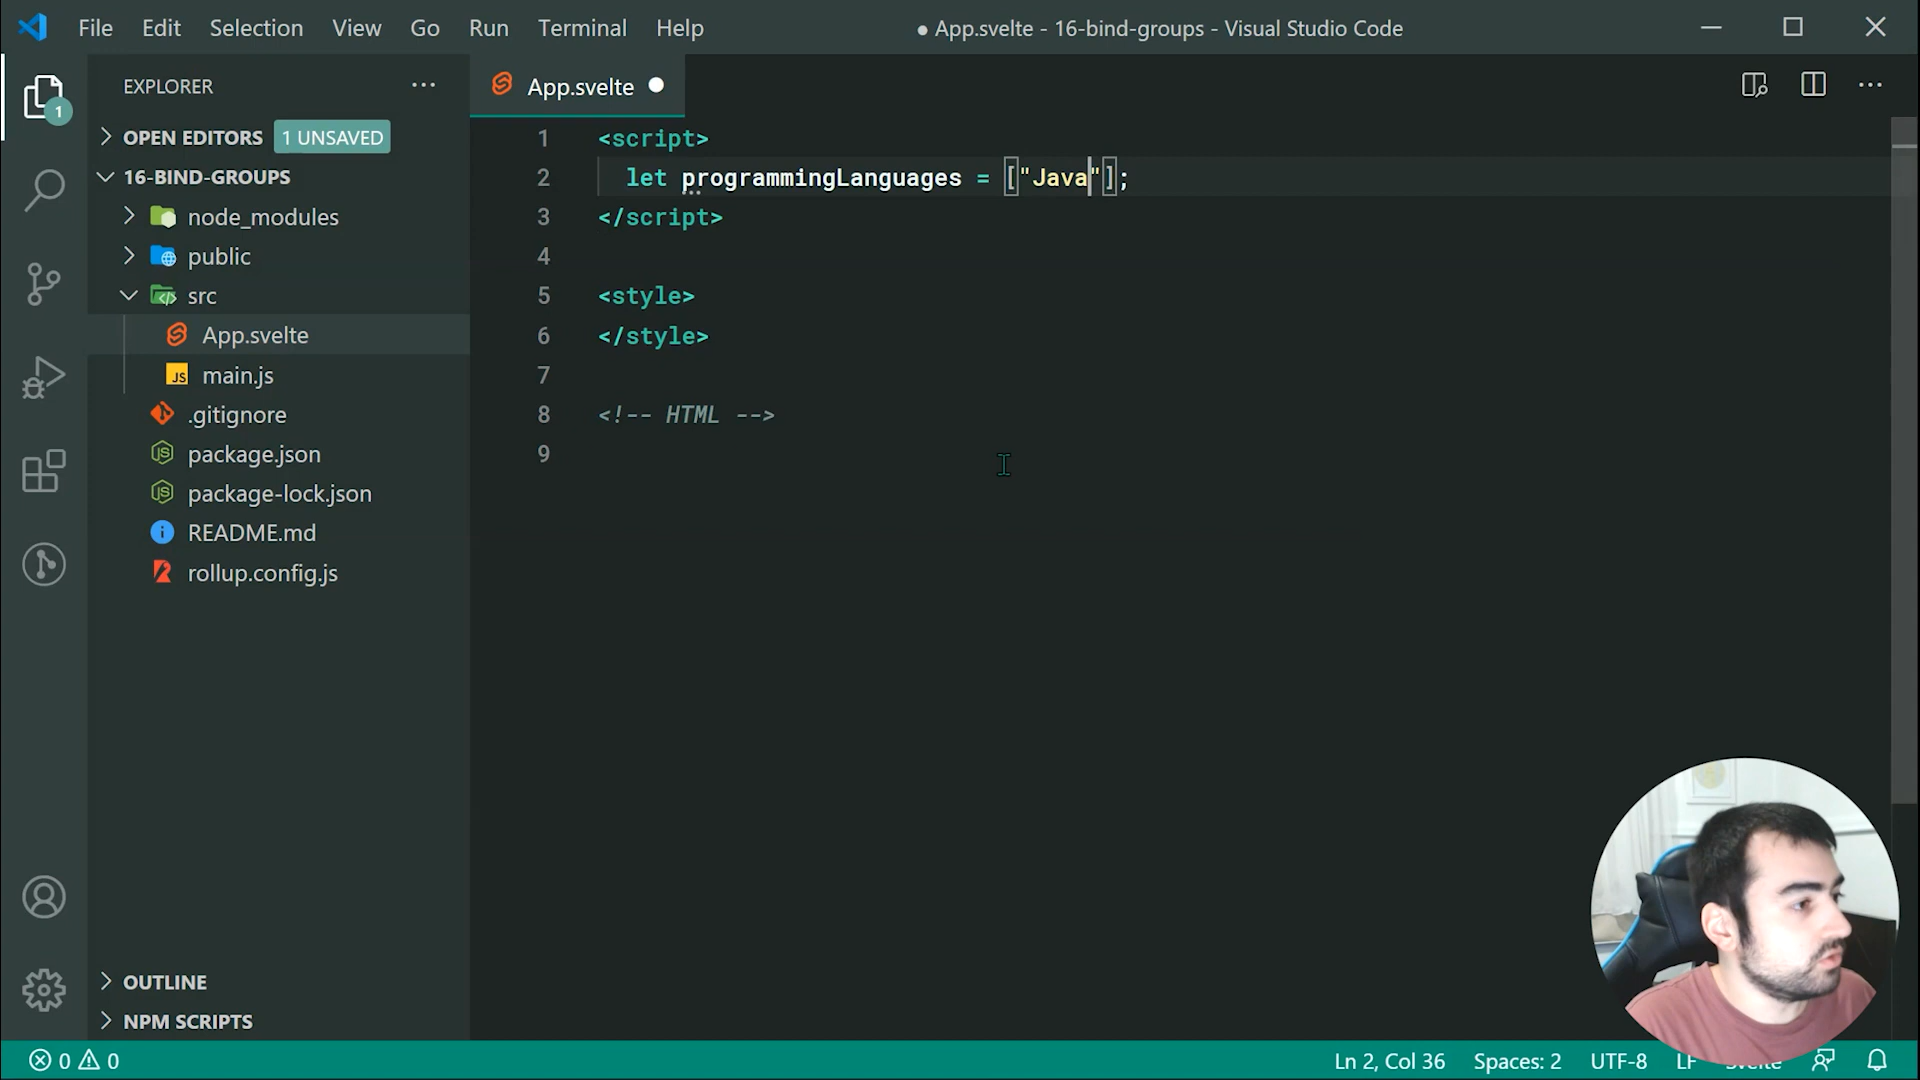 File Edit Selection View Go Run Terminal Help
● App.svelte - 16-bind-groups - Visual Studio Code
EXPLORER
1
OPEN EDITORS 1 UNSAVED
16-BIND-GROUPS
node_modules
public
src
App.svelte
JS main.js
.gitignore
package.json
package-lock.json
README.md
rollup.config.js
OUTLINE
NPM SCRIPTS
App.svelte
1 <script>
2 let programmingLanguages = ["Java"];
3 </script>
4
5 <style>
6 </style>
7
8 <!-- HTML -->
9
0 0
Ln 2, Col 36 Spaces: 2 UTF-8 LF Svelte